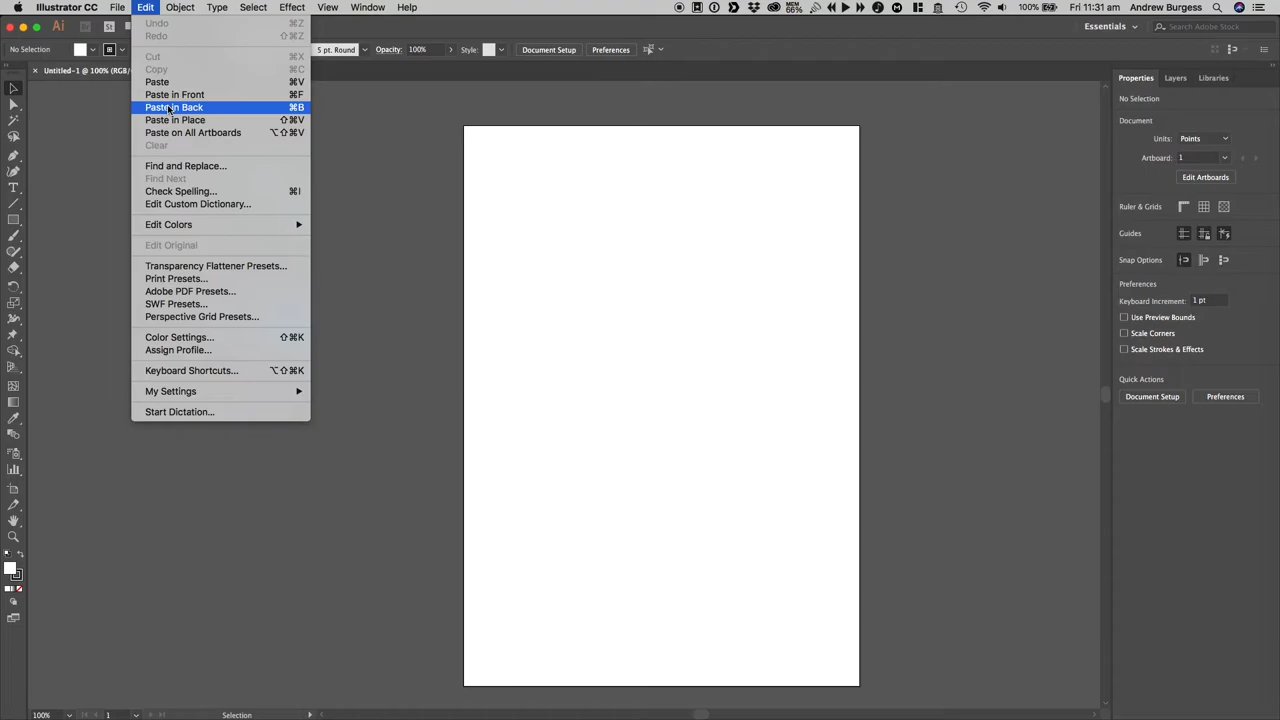 Illustrator CC File Edit Object Type Select Effect View Window Help MEM 66% 100% Fri 11:31 am Andrew Burgess
Ai Br St Essentials Search Adobe Stock
No Selection 5 pt. Round Opacity: 100% Style: Document Setup Preferences
× Untitled-1 @ 100% (RGB/
Undo ⌘Z
Redo ⇧⌘Z
Cut ⌘X
Copy ⌘C
Paste ⌘V
Paste in Front ⌘F
Paste in Back ⌘B
Paste in Place ⇧⌘V
Paste on All Artboards ⌥⇧⌘V
Clear
Find and Replace...
Find Next
Check Spelling... ⌘I
Edit Custom Dictionary...
Edit Colors
Edit Original
Transparency Flattener Presets...
Print Presets...
Adobe PDF Presets...
SWF Presets...
Perspective Grid Presets...
Color Settings... ⇧⌘K
Assign Profile...
Keyboard Shortcuts... ⌥⇧⌘K
My Settings
Start Dictation...
Properties Layers Libraries
No Selection
Document
Units: Points
Artboard: 1
Edit Artboards
Ruler & Grids
Guides
Snap Options
Preferences
Keyboard Increment: 1 pt
Use Preview Bounds
Scale Corners
Scale Strokes & Effects
Quick Actions
Document Setup Preferences
100% 1 Selection